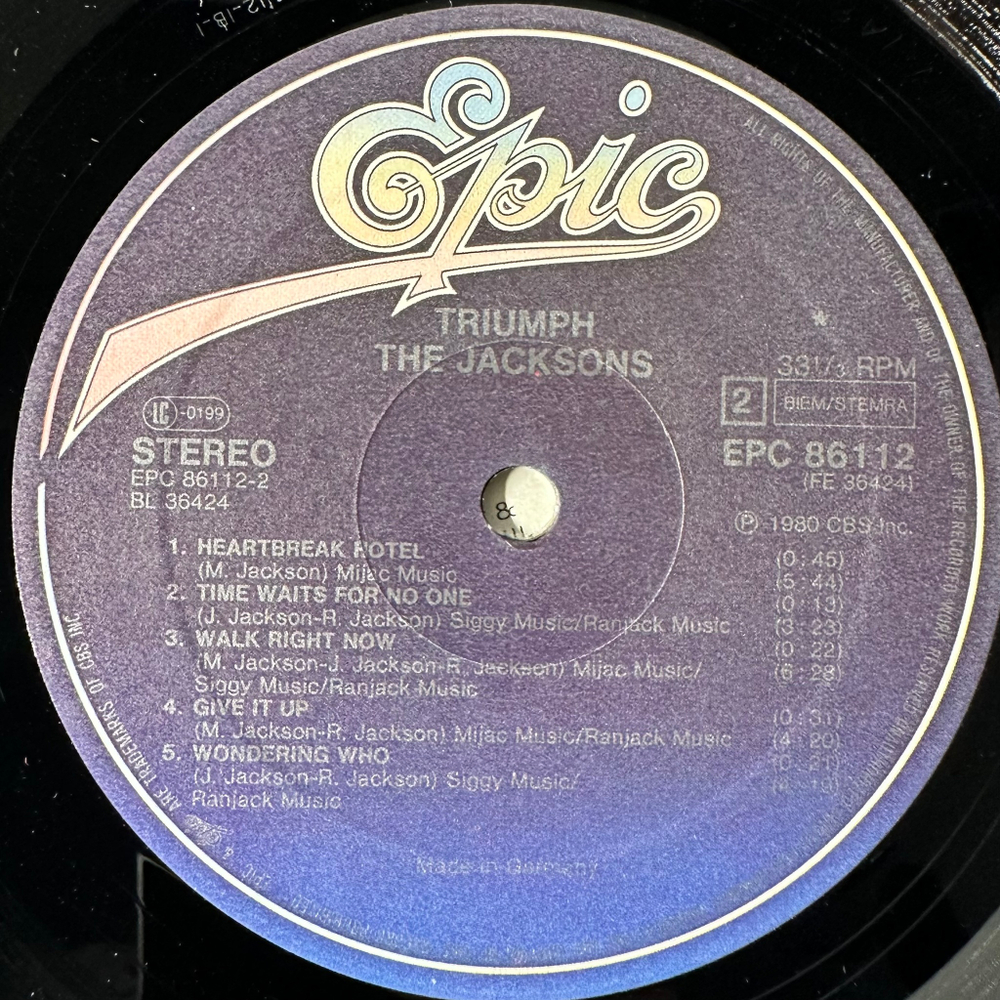 Epic
TRIUMPH
THE JACKSONS
*
33 1/3 RPM
LC -0199
2 BIEM/STEMRA
STEREO
EPC 86112
EPC 86112-2
(FE 36424)
BL 36424
℗ 1980 CBS Inc.
1. HEARTBREAK HOTEL
(0:45)
(M. Jackson) Mijac Music
(5:44)
2. TIME WAITS FOR NO ONE
(0:13)
(J. Jackson-R. Jackson) Siggy Music/Ranjack Music
(3:23)
3. WALK RIGHT NOW
(0:22)
(M. Jackson-J. Jackson-R. Jackson) Mijac Music/
(6:28)
Siggy Music/Ranjack Music
4. GIVE IT UP
(0:31)
(M. Jackson-R. Jackson) Mijac Music/Ranjack Music
(4:20)
5. WONDERING WHO
(0:21)
(J. Jackson-R. Jackson) Siggy Music/
Ranjack Music
Made in Germany
ALL RIGHTS OF THE MANUFACTURER AND OF THE OWNER OF THE RECORDED WORK RESERVED
EPIC & ARE TRADEMARKS OF CBS INC.